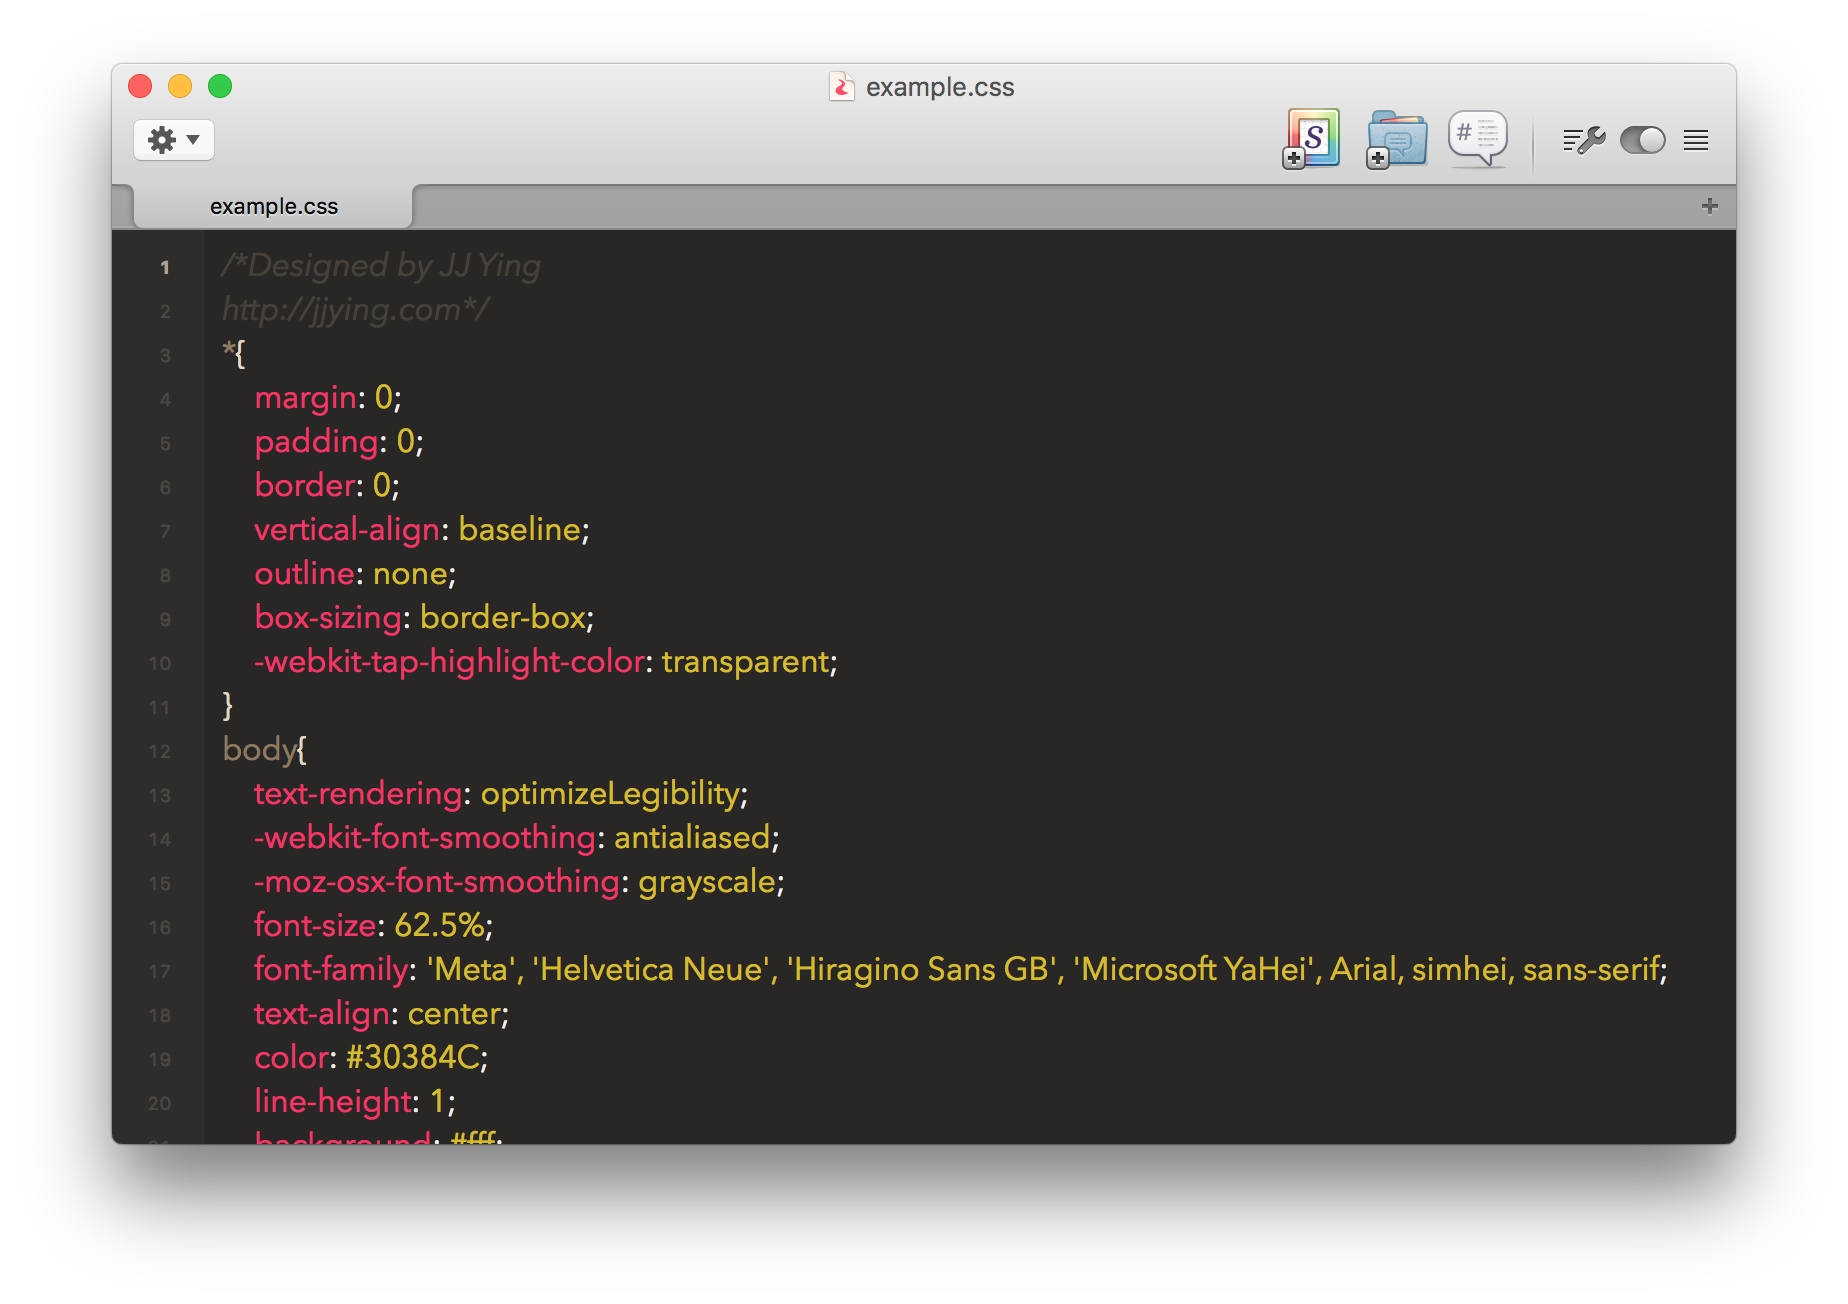 example.css
example.css
1 /*Designed by JJ Ying
2 http://jjying.com*/
3 *{
4 margin: 0;
5 padding: 0;
6 border: 0;
7 vertical-align: baseline;
8 outline: none;
9 box-sizing: border-box;
10 -webkit-tap-highlight-color: transparent;
11 }
12 body{
13 text-rendering: optimizeLegibility;
14 -webkit-font-smoothing: antialiased;
15 -moz-osx-font-smoothing: grayscale;
16 font-size: 62.5%;
17 font-family: 'Meta', 'Helvetica Neue', 'Hiragino Sans GB', 'Microsoft YaHei', Arial, simhei, sans-serif;
18 text-align: center;
19 color: #30384C;
20 line-height: 1;
21 background: #fff;